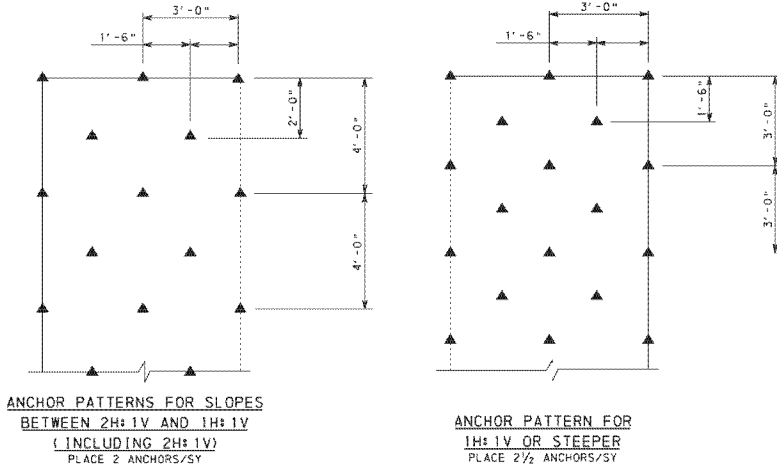 3'-0"
1'-6"
2'-0"
4'-0"
4'-0"
ANCHOR PATTERNS FOR SLOPES
BETWEEN 2H:1V AND 1H:1V
(INCLUDING 2H:1V)
PLACE 2 ANCHORS/SY
3'-0"
1'-6"
1'-6"
3'-0"
3'-0"
ANCHOR PATTERN FOR
1H:1V OR STEEPER
PLACE 2½ ANCHORS/SY